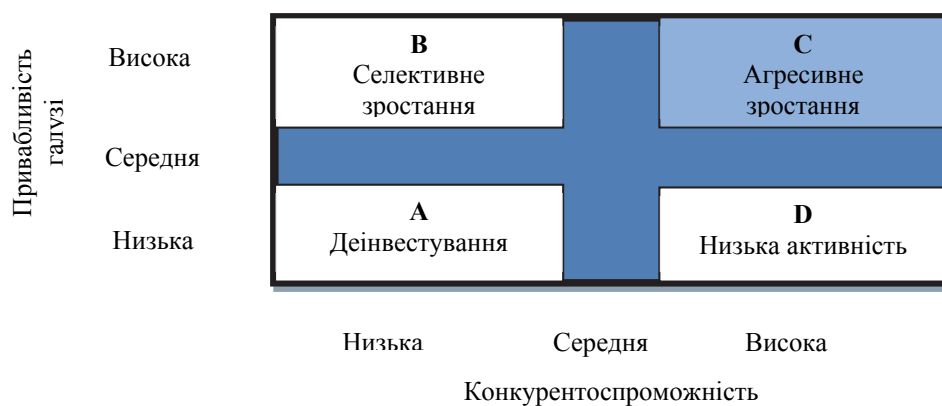 Привабливість
галузі
Висока
Середня
Низька
B
Селективне
зростання
C
Агресивне
зростання
A
Деінвестування
D
Низька активність
Низька
Середня
Висока
Конкурентоспроможність